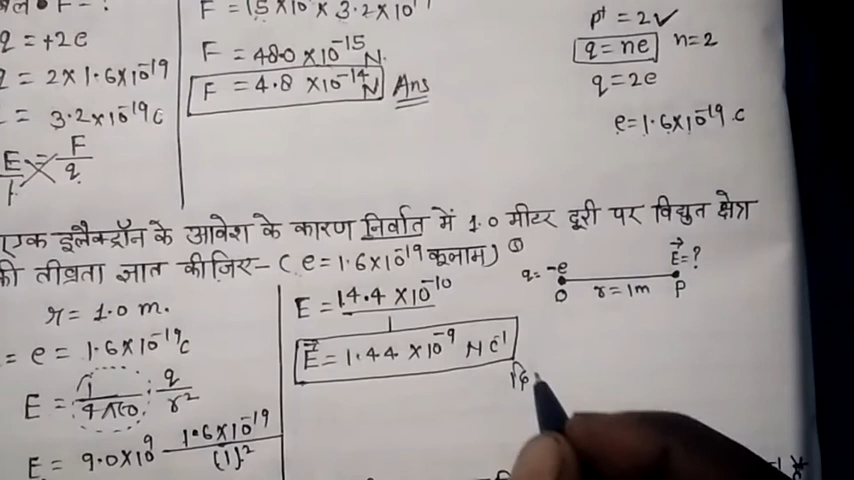 F = 15 × 10 × 3.2 × 10
q = +2e
= 2 × 1.6 × 10⁻¹⁹
= 3.2 × 10⁻¹⁹ c
E/1 = F/q
F = 48.0 × 10⁻¹⁵ N.
F = 4.8 × 10⁻¹⁴ N Ans
p⁺ = 2 ✓
q = ne n = 2
q = 2e
e = 1.6 × 10⁻¹⁹ c
एक इलैक्ट्रॉन के आवेश के कारण निर्वात में 1.0 मीटर दूरी पर विद्युत क्षेत्र
की तीव्रता ज्ञात कीजिए – ( e = 1.6 × 10⁻¹⁹ कूलाम )
r = 1.0 m.
= e = 1.6 × 10⁻¹⁹ c
E = 1/4πε0 . q/r²
E = 9.0 × 10⁹ 1.6 × 10⁻¹⁹/(1)²
E = 14.4 × 10⁻¹⁰/1
E⃗ = 1.44 × 10⁻⁹ N C⁻¹
q = -e E⃗ = ?
O r = 1m P